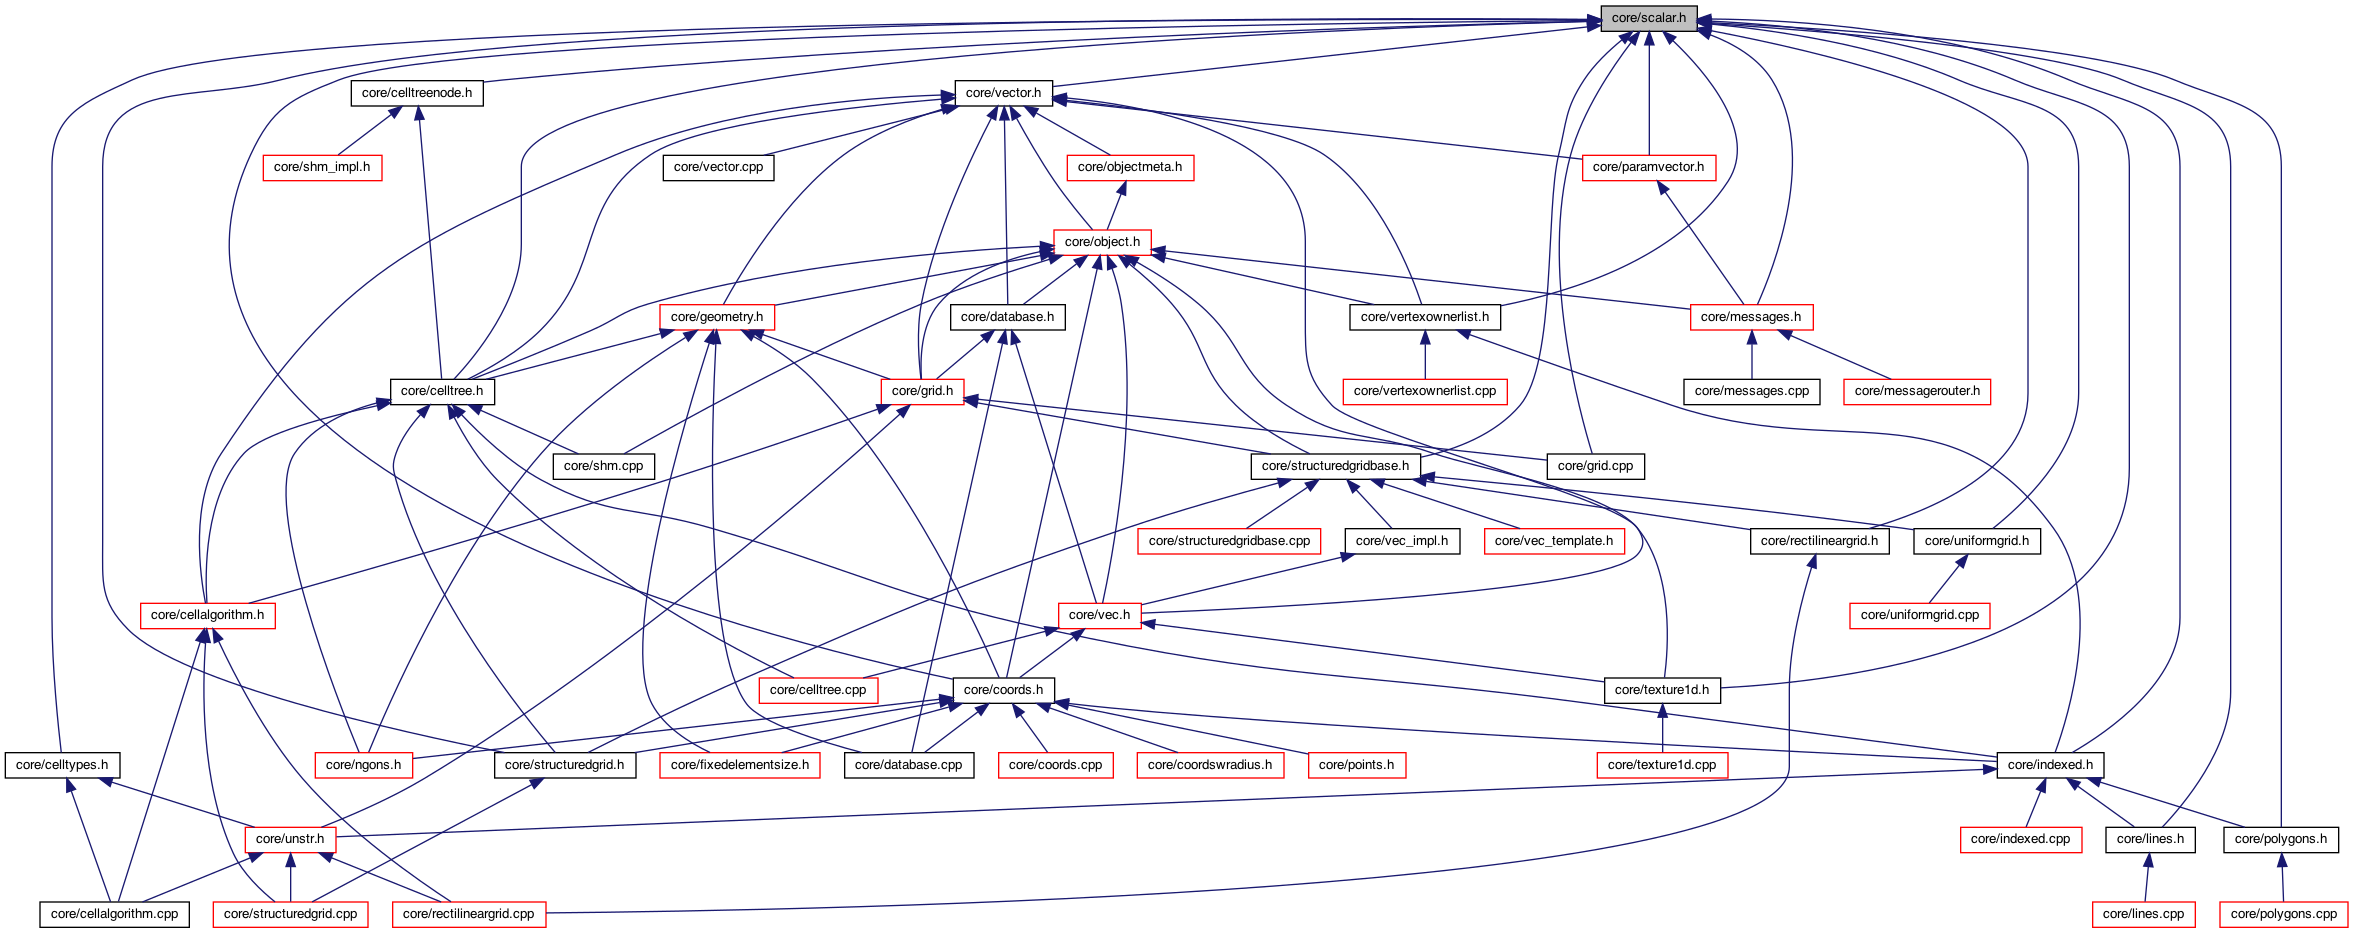 core/scalar.h
core/celltreenode.h
core/vector.h
core/shm_impl.h
core/vector.cpp
core/objectmeta.h
core/paramvector.h
core/object.h
core/geometry.h
core/database.h
core/vertexownerlist.h
core/messages.h
core/celltree.h
core/grid.h
core/vertexownerlist.cpp
core/messages.cpp
core/messagerouter.h
core/shm.cpp
core/structuredgridbase.h
core/grid.cpp
core/structuredgridbase.cpp
core/vec_impl.h
core/vec_template.h
core/rectilineargrid.h
core/uniformgrid.h
core/cellalgorithm.h
core/vec.h
core/uniformgrid.cpp
core/celltree.cpp
core/coords.h
core/texture1d.h
core/celltypes.h
core/ngons.h
core/structuredgrid.h
core/fixedelementsize.h
core/database.cpp
core/coords.cpp
core/coordswradius.h
core/points.h
core/texture1d.cpp
core/indexed.h
core/unstr.h
core/indexed.cpp
core/lines.h
core/polygons.h
core/cellalgorithm.cpp
core/structuredgrid.cpp
core/rectilineargrid.cpp
core/lines.cpp
core/polygons.cpp